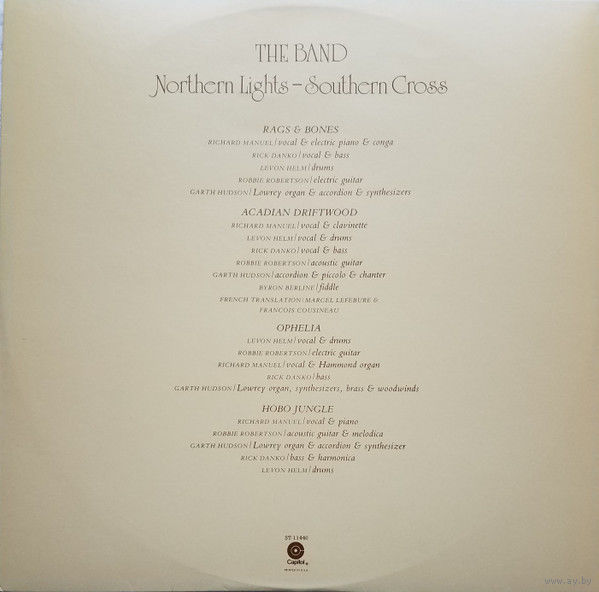 THE BAND
Northern Lights – Southern Cross
RAGS & BONES
RICHARD MANUEL/vocal & electric piano & conga
RICK DANKO/vocal & bass
LEVON HELM/drums
ROBBIE ROBERTSON/electric guitar
GARTH HUDSON/Lowrey organ & accordion & synthesizers
ACADIAN DRIFTWOOD
RICHARD MANUEL/vocal & clavinette
LEVON HELM/vocal & drums
RICK DANKO/vocal & bass
ROBBIE ROBERTSON/acoustic guitar
GARTH HUDSON/accordion & piccolo & chanter
BYRON BERLINE/fiddle
FRENCH TRANSLATION/MARCEL LEFEBURE &
FRANCOIS COUSINEAU
OPHELIA
LEVON HELM/vocal & drums
ROBBIE ROBERTSON/electric guitar
RICHARD MANUEL/vocal & Hammond organ
RICK DANKO/bass
GARTH HUDSON/Lowrey organ, synthesizers, brass & woodwinds
HOBO JUNGLE
RICHARD MANUEL/vocal & piano
ROBBIE ROBERTSON/acoustic guitar & melodica
GARTH HUDSON/Lowrey organ & accordion & synthesizer
RICK DANKO/bass & harmonica
LEVON HELM/drums
ST 11440
Capitol
www.ay.by